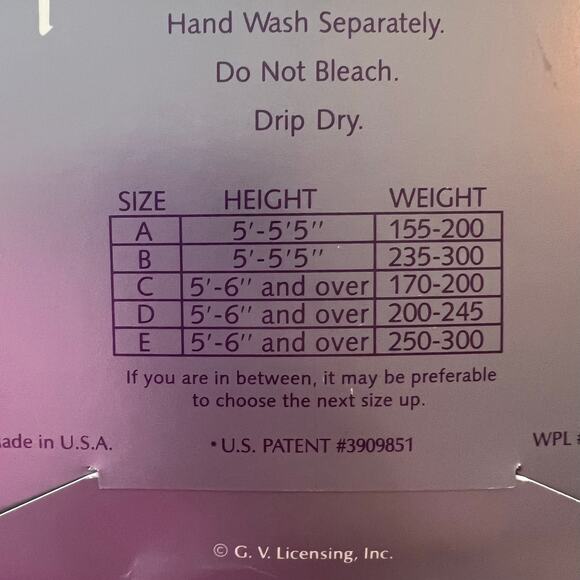 Hand Wash Separately.
Do Not Bleach.
Drip Dry.
SIZE HEIGHT WEIGHT
A 5'-5'5" 155-200
B 5'-5'5" 235-300
C 5'-6" and over 170-200
D 5'-6" and over 200-245
E 5'-6" and over 250-300
If you are in between, it may be preferable
to choose the next size up.
ade in U.S.A. • U.S. PATENT #3909851 WPL #
© G. V. Licensing, Inc.